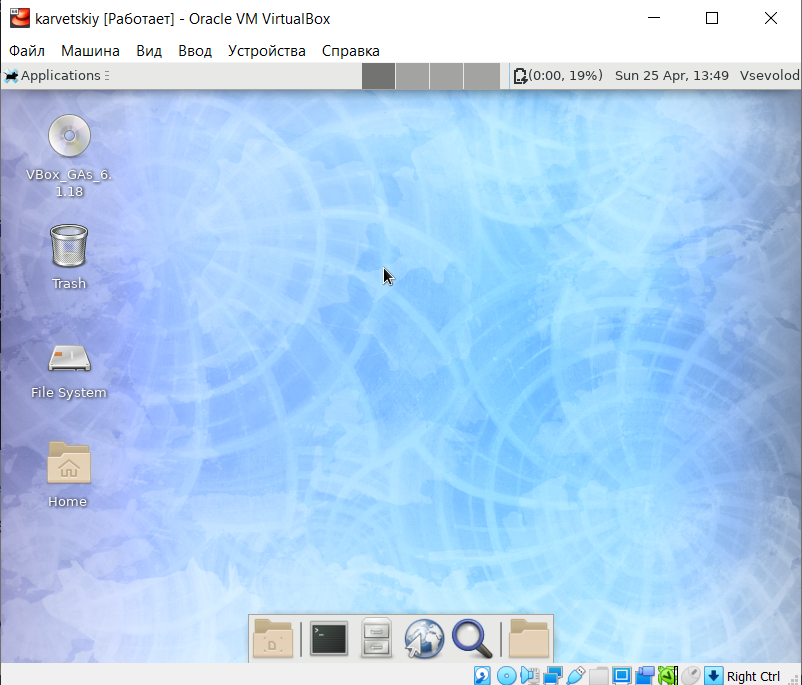 karvetskiy [Работает] - Oracle VM VirtualBox
Файл Машина Вид Ввод Устройства Справка
Applications (0:00, 19%) Sun 25 Apr, 13:49 Vsevolod
VBox_GAs_6.
1.18
Trash
File System
Home
Right Ctrl